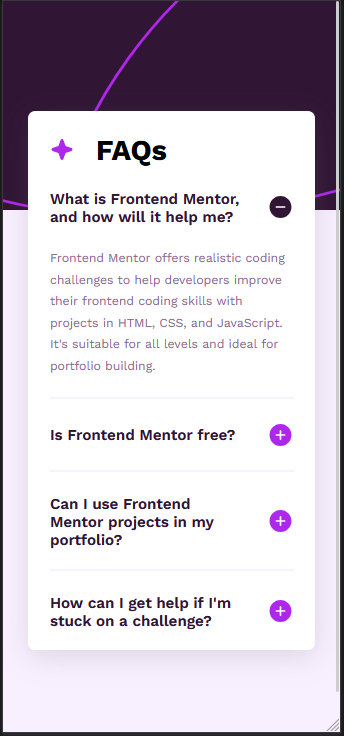 FAQs
What is Frontend Mentor,
and how will it help me?
Frontend Mentor offers realistic coding
challenges to help developers improve
their frontend coding skills with
projects in HTML, CSS, and JavaScript.
It's suitable for all levels and ideal for
portfolio building.
Is Frontend Mentor free?
Can I use Frontend
Mentor projects in my
portfolio?
How can I get help if I'm
stuck on a challenge?